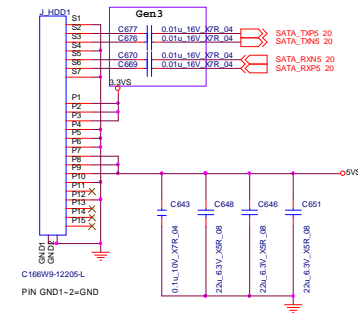 J_HDD1
Gen3
S1
S2 C677 0.01u_16V_X7R_04 SATA_TXP5 20
S3 C676 0.01u_16V_X7R_04 SATA_TXN5 20
S4
S5 C670 0.01u_16V_X7R_04 SATA_RXN5 20
S6 C669 0.01u_16V_X7R_04 SATA_RXP5 20
S7
3.3VS
P1
P2
P3
P4
P5
P6
P7
P8
P9
5VS
P10
P11
P12
P13
P14
P15
C643 C648 C646 C651
0.1u_10V_X7R_04
22u_6.3V_X5R_08
22u_6.3V_X5R_08
22u_6.3V_X5R_08
GND1
GND2
C166W9-12205-L
PIN GND1~2=GND